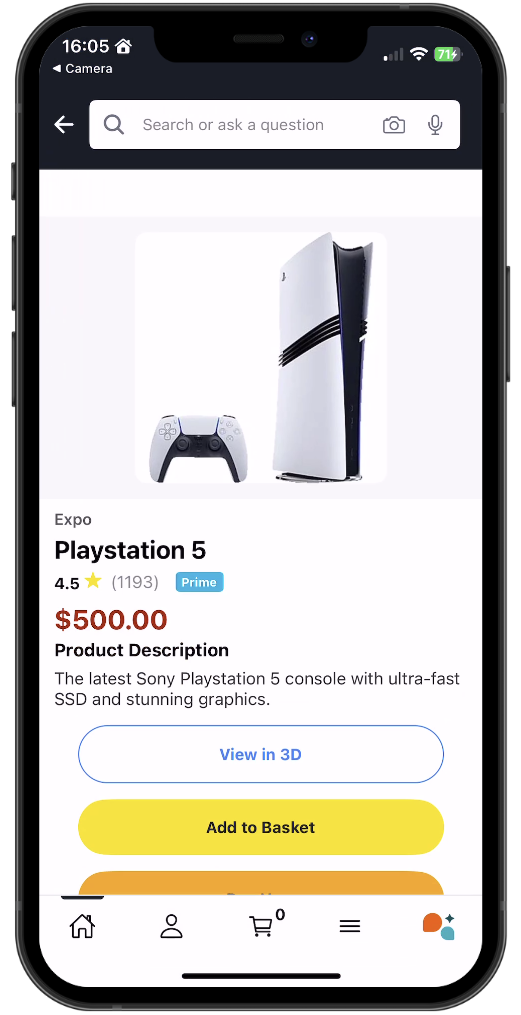 16:05
71
◀ Camera
Search or ask a question
Expo
Playstation 5
4.5 (1193) Prime
$500.00
Product Description
The latest Sony Playstation 5 console with ultra-fast
SSD and stunning graphics.
View in 3D
Add to Basket
0